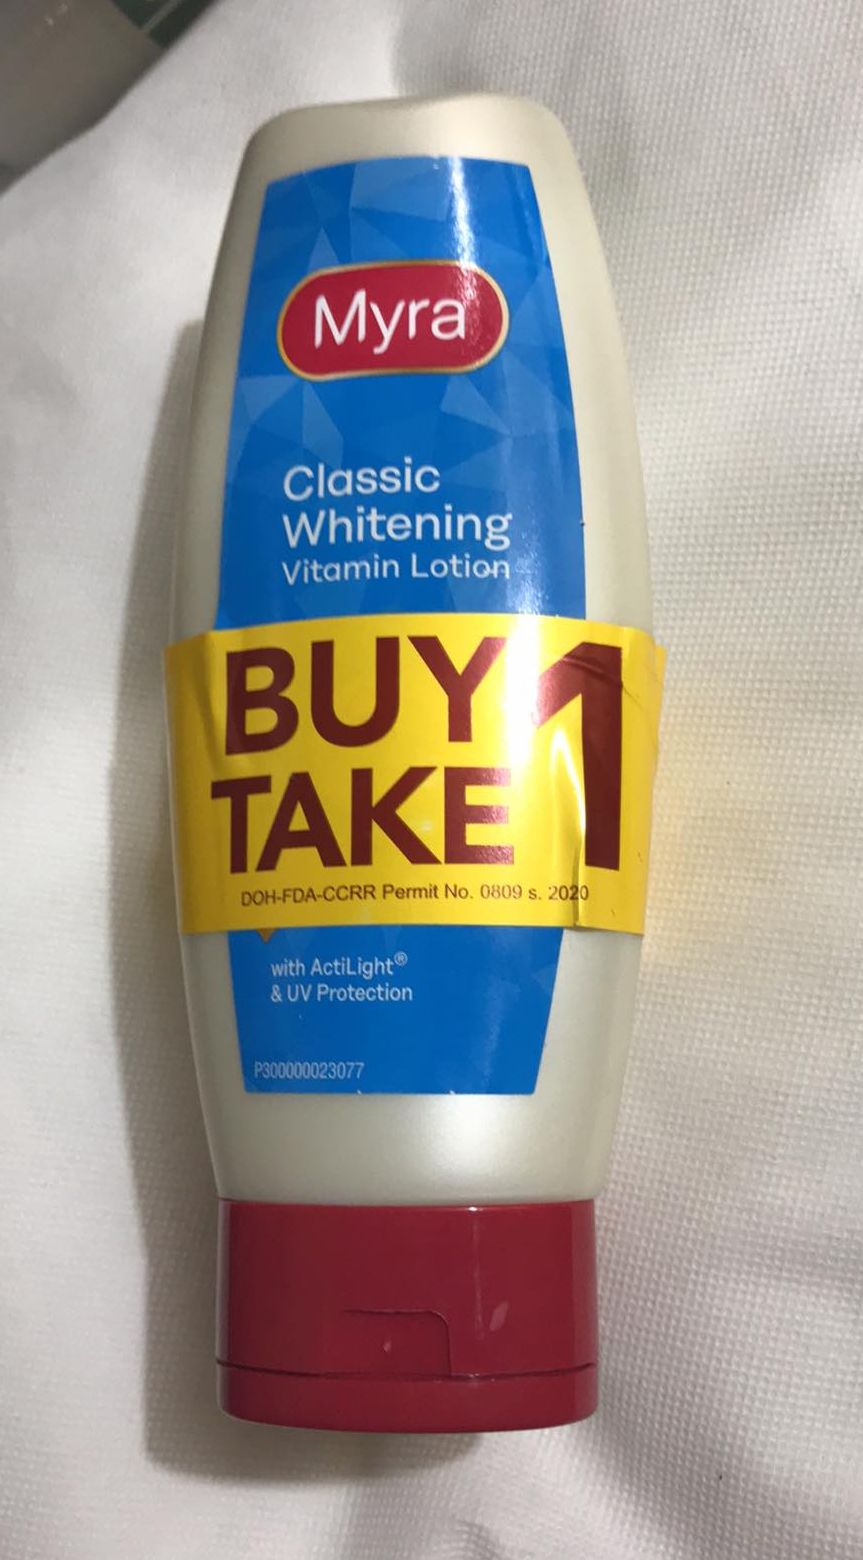 Myra
Classic
Whitening
Vitamin Lotion
BUY 1
TAKE
DOH-FDA-CCRR Permit No. 0809 s. 2020
with ActiLight®
& UV Protection
P300000023077